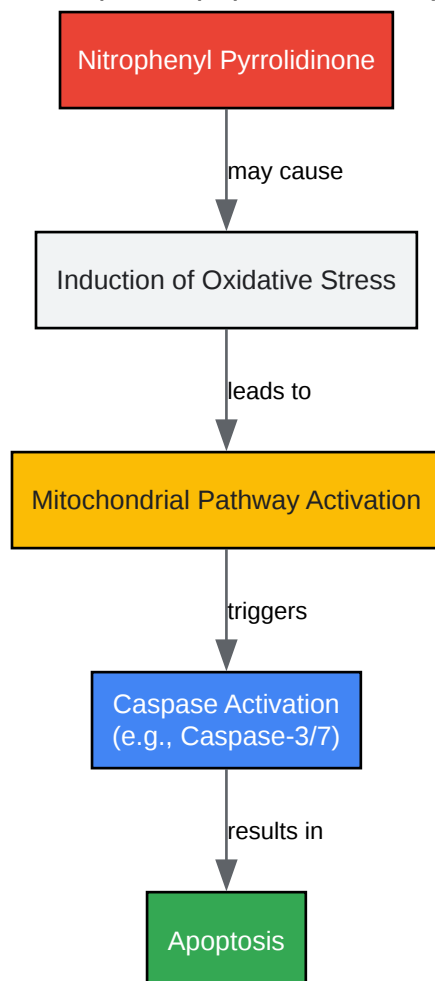 Nitrophenyl Pyrrolidinone
may cause
Induction of Oxidative Stress
leads to
Mitochondrial Pathway Activation
triggers
Caspase Activation
(e.g., Caspase-3/7)
results in
Apoptosis